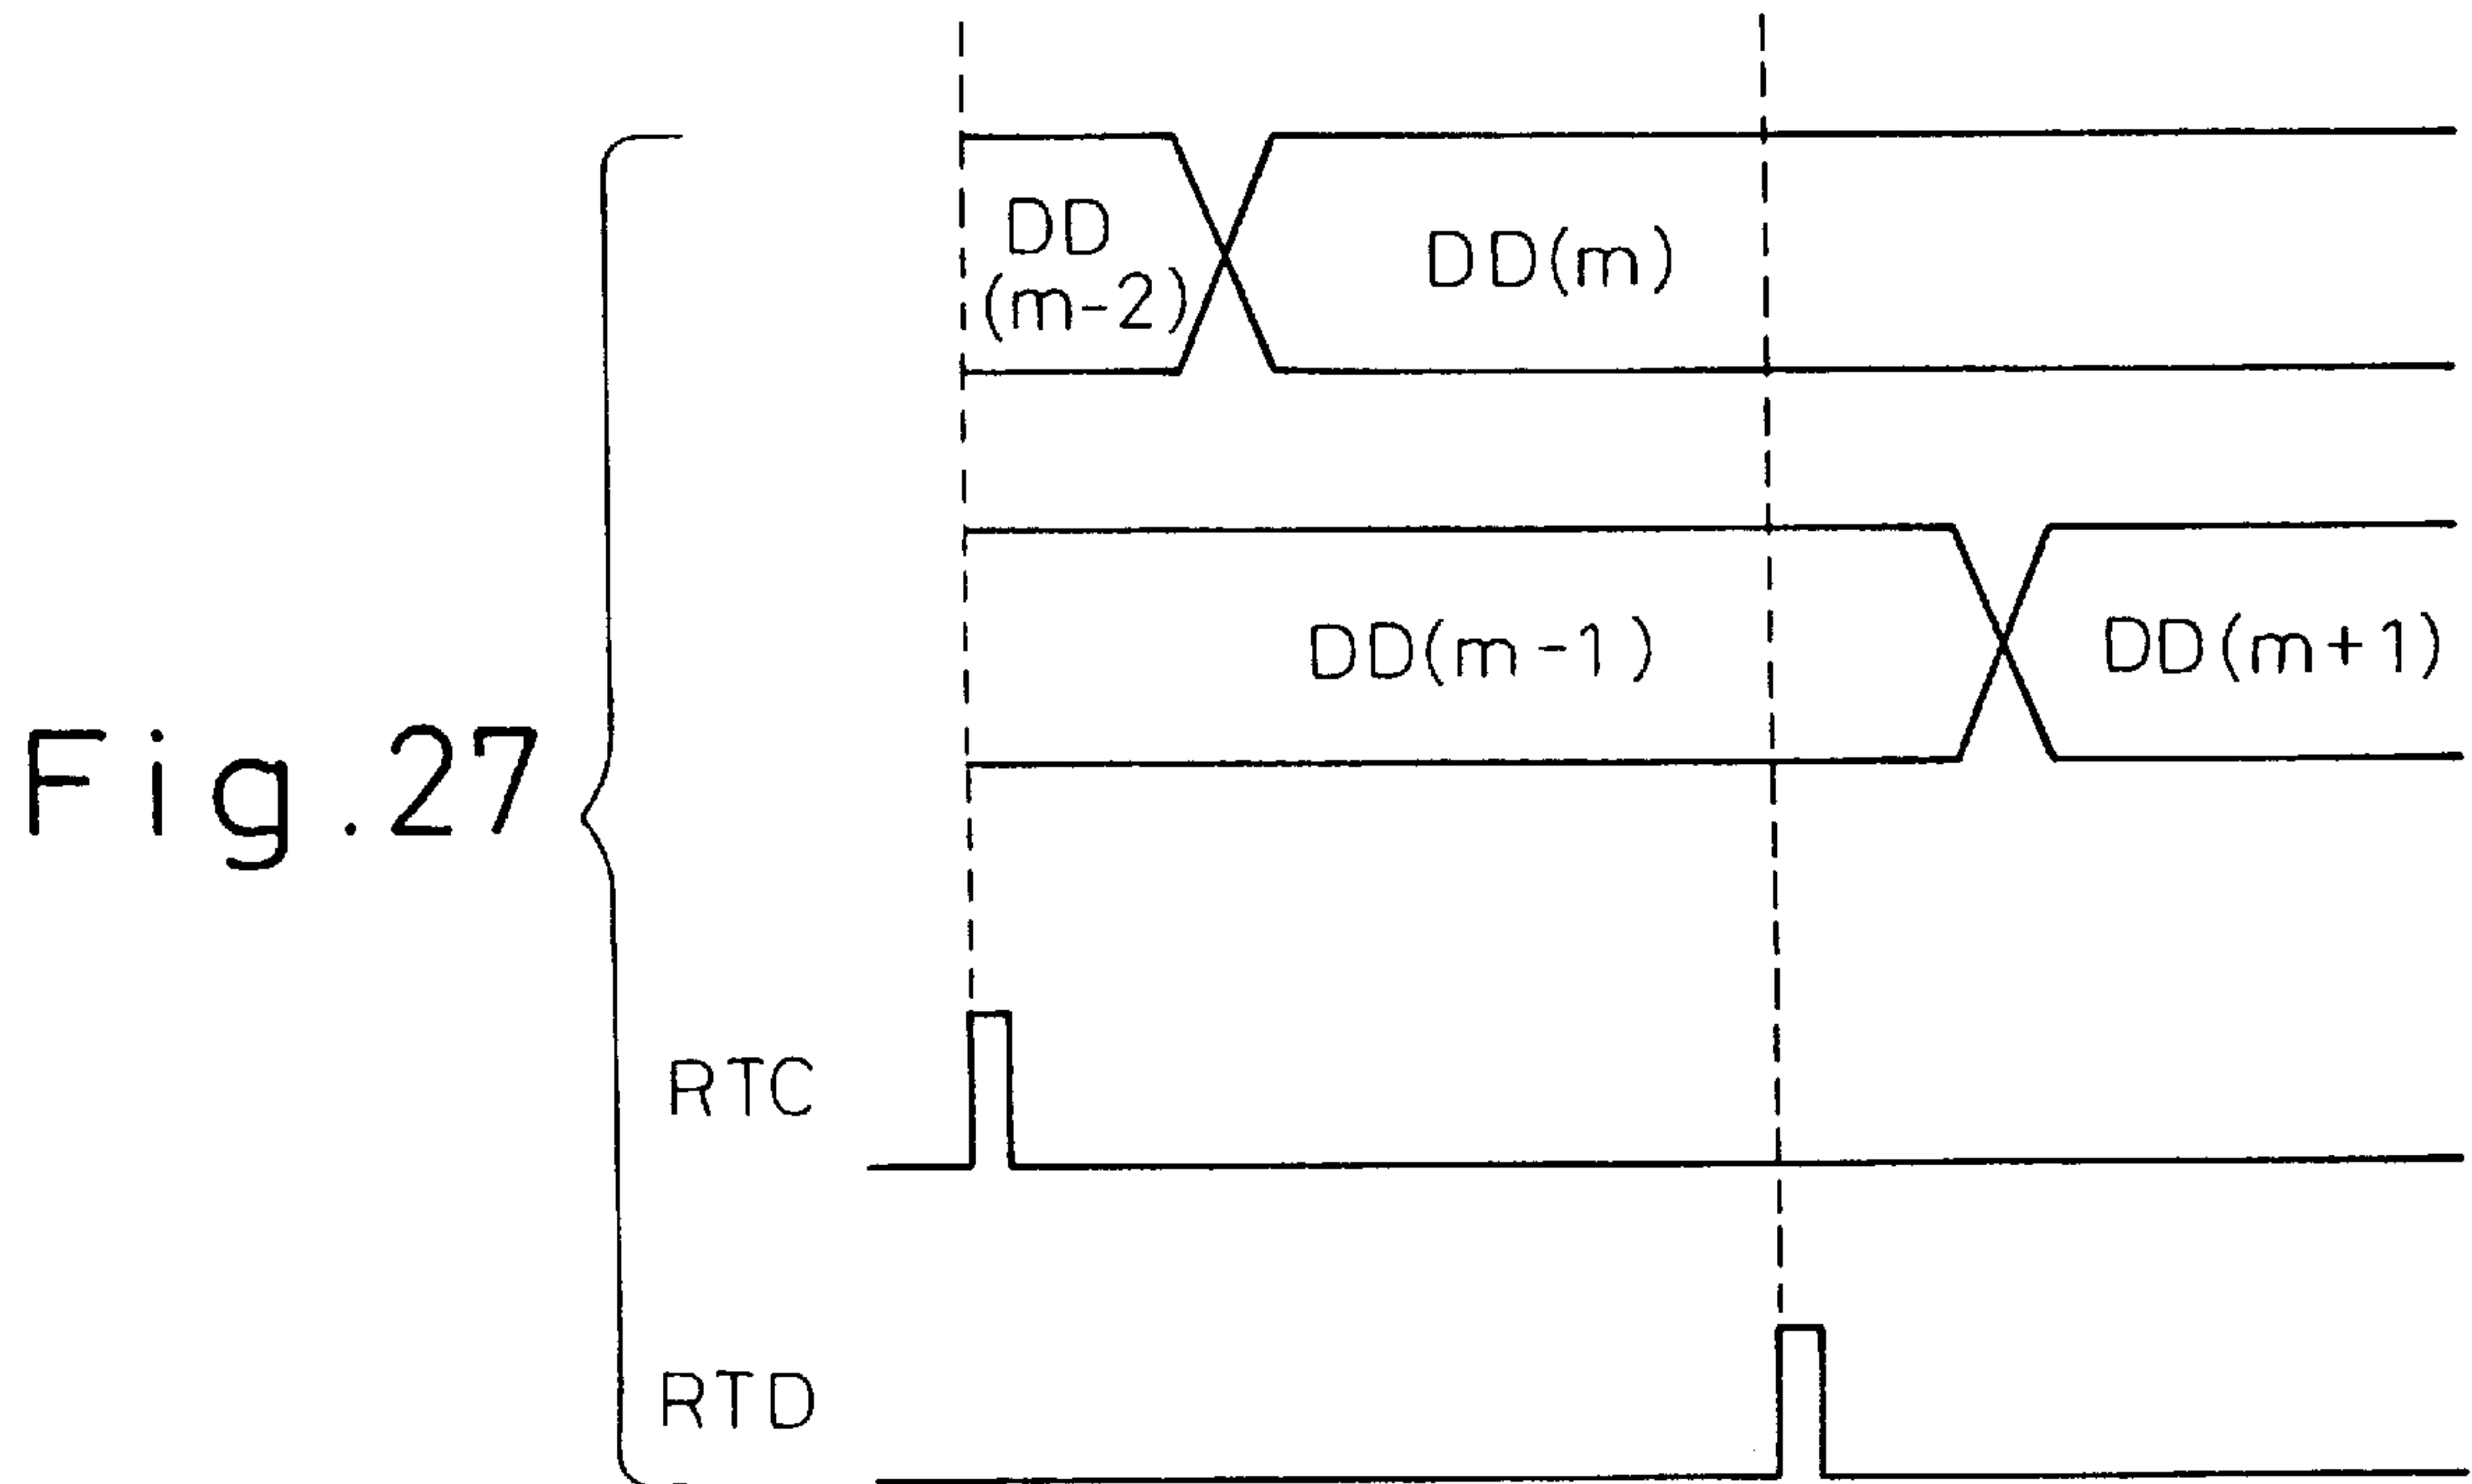 DD
(m-2)
DD(m)
DD(m-1)
DD(m+1)
Fig.27
RTC
RTD